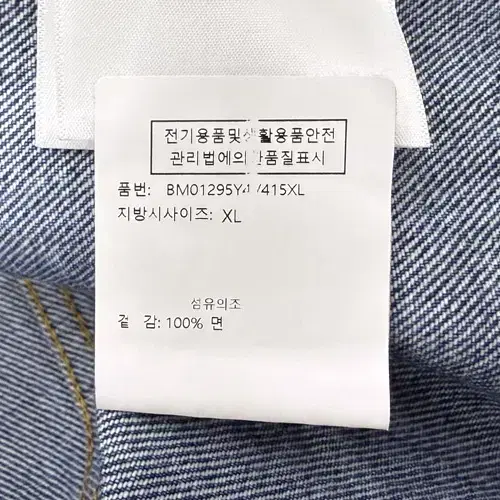 전기용품및생활용품안전
관리법에의한품질표시
품번: BM01295Y41/415XL
지방시사이즈: XL
섬유의조
겉 감: 100% 면